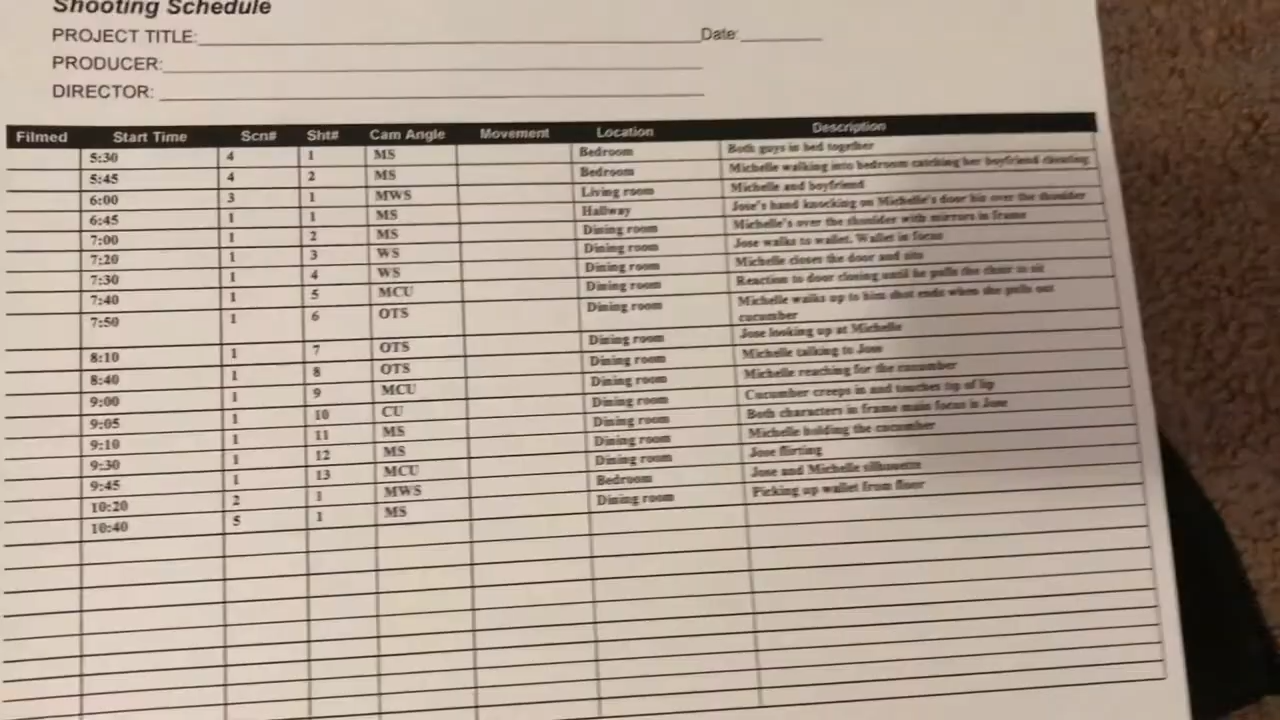 Shooting Schedule
PROJECT TITLE: Date:
PRODUCER:
DIRECTOR:
Filmed Start Time Scn# Sht# Cam Angle Movement Location Description
5:30 4 1 MS Bedroom Both guys in bed together
5:45 4 2 MS Bedroom Michelle walking into bedroom catching her boyfriend cheating
6:00 3 1 MWS Living room Michelle and boyfriend
6:45 1 1 MS Hallway Jose's hand knocking on Michelle's door his over the shoulder
7:00 1 2 MS Dining room Michelle's over the shoulder with mirrors in frame
7:20 1 3 WS Dining room Jose walks to wallet. Wallet in focus
7:30 1 4 WS Dining room Michelle closes the door and sits
7:40 1 5 MCU Dining room Reaction to door closing until he pulls the chair to sit
7:50 1 6 OTS Dining room Michelle walks up to him shot ends when she pulls out
cucumber
8:10 1 7 OTS Dining room Jose looking up at Michelle
8:40 1 8 OTS Dining room Michelle talking to Jose
9:00 1 9 MCU Dining room Michelle reaching for the cucumber
9:05 1 10 CU Dining room Cucumber creeps in and touches tip of lip
9:10 1 11 MS Dining room Both characters in frame main focus is Jose
9:30 1 12 MS Dining room Michelle holding the cucumber
9:45 1 13 MCU Dining room Jose flirting
10:20 2 1 MWS Bedroom Jose and Michelle silhouette
10:40 5 1 MS Dining room Picking up wallet from floor